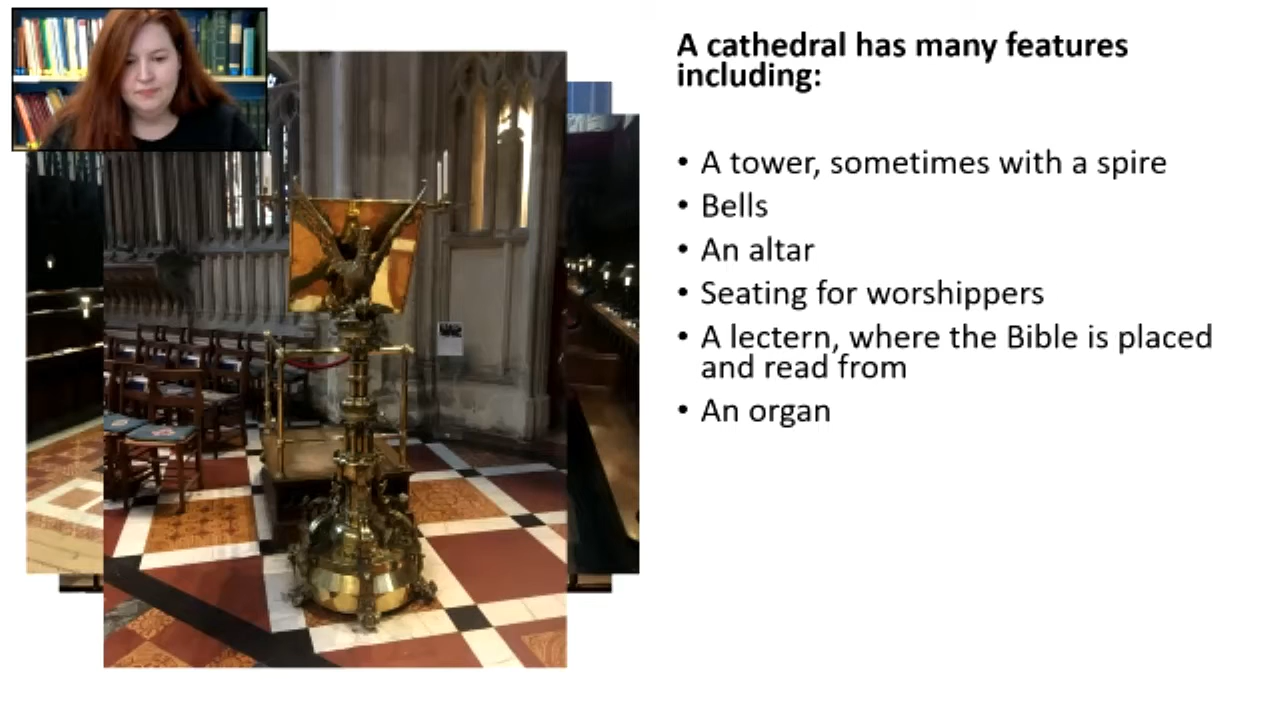 A cathedral has many features
including:
• A tower, sometimes with a spire
• Bells
• An altar
• Seating for worshippers
• A lectern, where the Bible is placed
and read from
• An organ